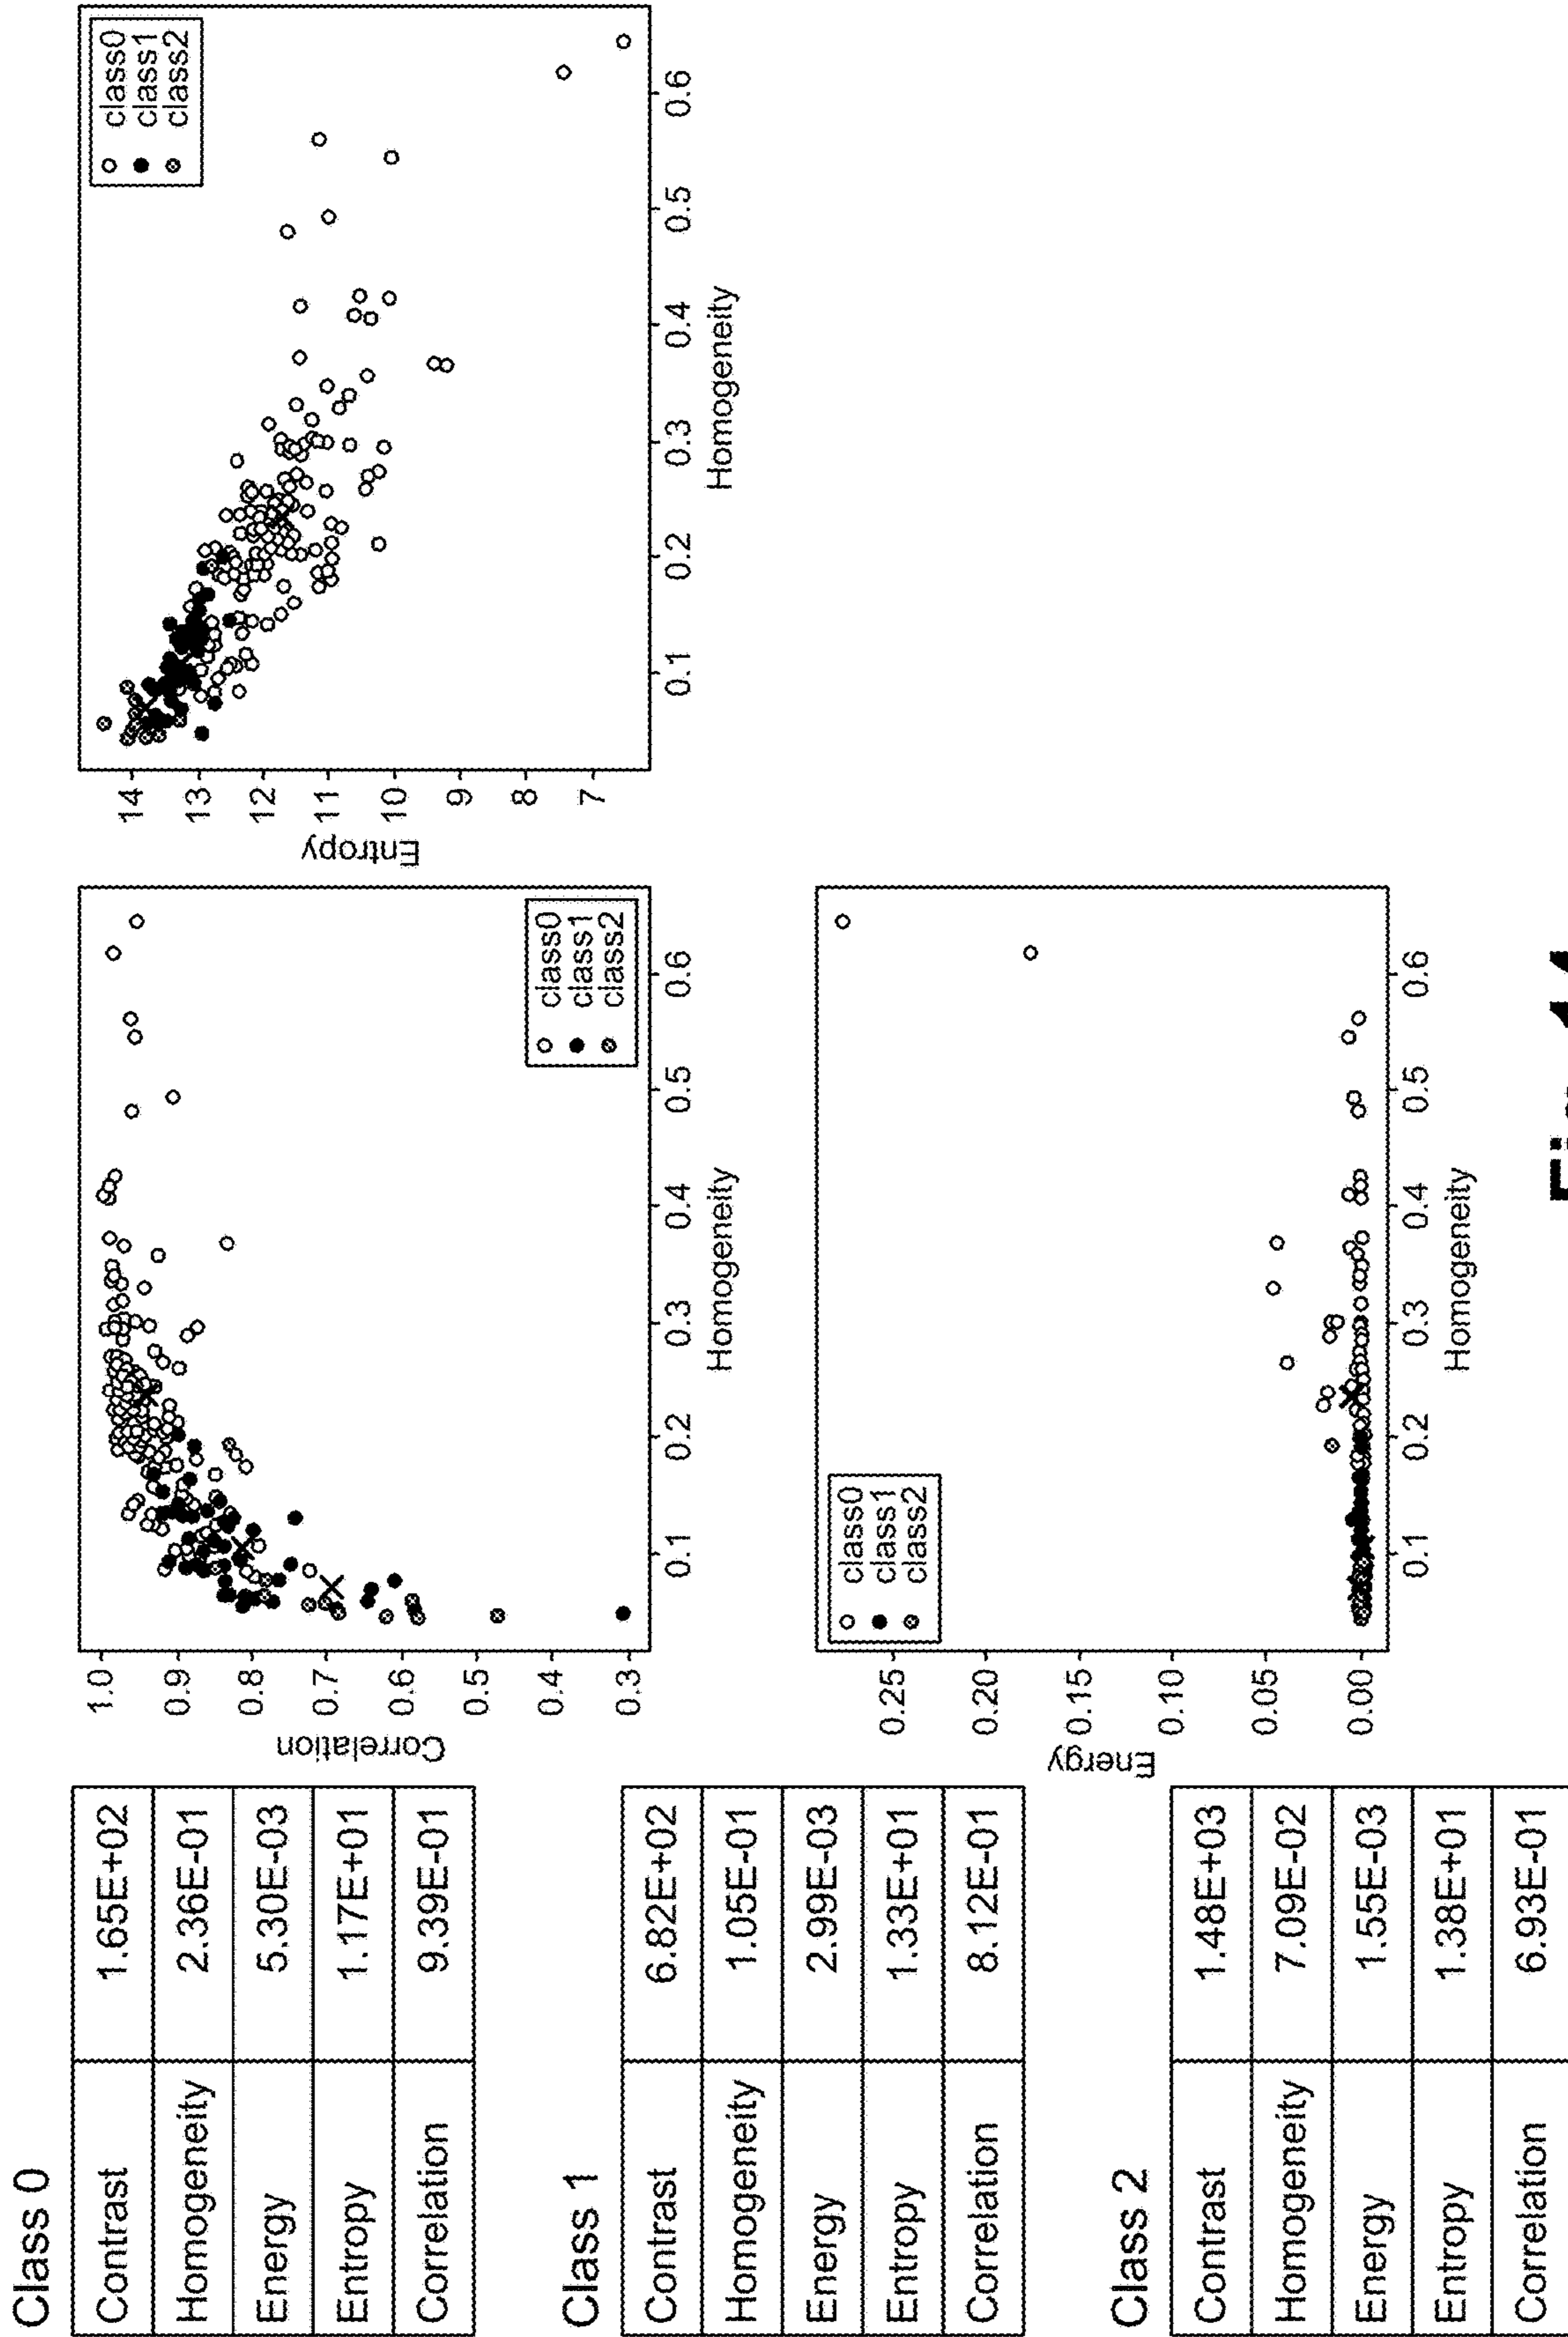 Class 0
Contrast 1.65E+02
Homogeneity 2.36E-01
Energy 5.30E-03
Entropy 1.17E+01
Correlation 9.39E-01
Class 1
Contrast 6.82E+02
Homogeneity 1.05E-01
Energy 2.99E-03
Entropy 1.33E+01
Correlation 8.12E-01
Class 2
Contrast 1.48E+03
Homogeneity 7.09E-02
Energy 1.55E-03
Entropy 1.38E+01
Correlation 6.93E-01
Correlation
1.0
0.9
0.8
0.7
0.6
0.5
0.4
0.3
class0
class1
class2
0.1 0.2 0.3 0.4 0.5 0.6
Homogeneity
Entropy
14
13
12
11
10
9
8
7
class0
class1
class2
0.1 0.2 0.3 0.4 0.5 0.6
Homogeneity
Energy
0.25
0.20
0.15
0.10
0.05
0.00
class0
class1
class2
0.1 0.2 0.3 0.4 0.5 0.6
Homogeneity